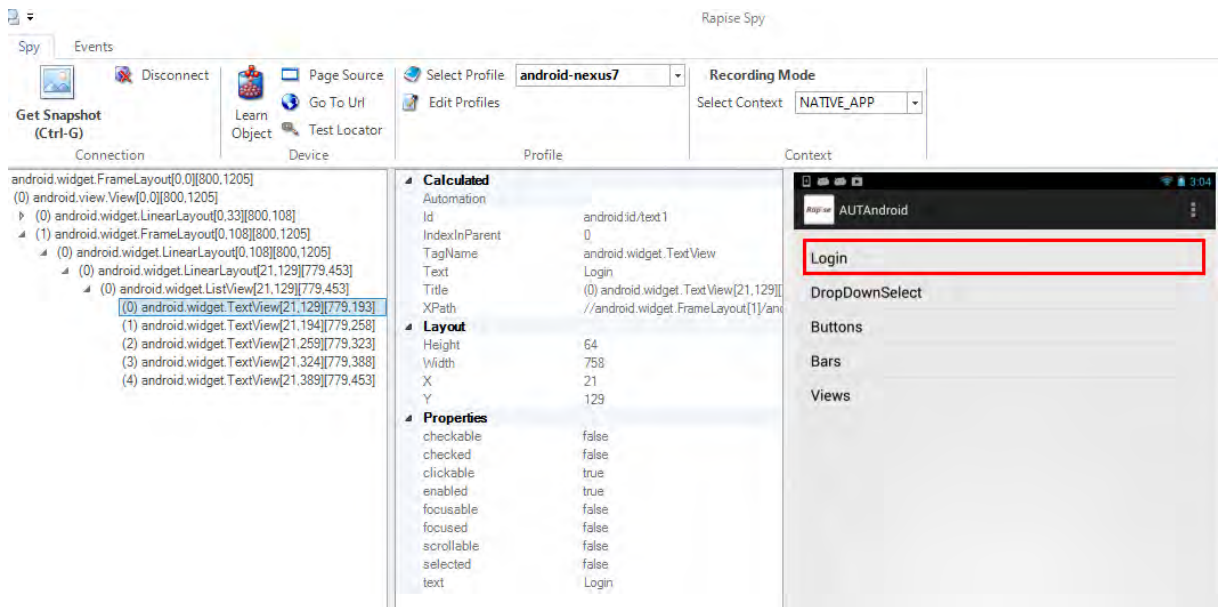 Rapise Spy
Spy Events
Get Snapshot (Ctrl-G)
Disconnect
Connection
Learn Object
Page Source
Go To Url
Test Locator
Device
Select Profile android-nexus7
Edit Profiles
Profile
Recording Mode
Select Context NATIVE_APP
Context
android.widget.FrameLayout[0,0][800,1205]
(0) android.view.View[0,0][800,1205]
(0) android.widget.LinearLayout[0,33][800,108]
(1) android.widget.FrameLayout[0,108][800,1205]
(0) android.widget.LinearLayout[0,108][800,1205]
(0) android.widget.LinearLayout[21,129][779,453]
(0) android.widget.ListView[21,129][779,453]
(0) android.widget.TextView[21,129][779,193]
(1) android.widget.TextView[21,194][779,258]
(2) android.widget.TextView[21,259][779,323]
(3) android.widget.TextView[21,324][779,388]
(4) android.widget.TextView[21,389][779,453]
Calculated
Automation
Id android:id/text1
IndexInParent 0
TagName android.widget.TextView
Text Login
Title (0) android.widget.TextView[21,129][
XPath //android.widget.FrameLayout[1]/and
Layout
Height 64
Width 758
X 21
Y 129
Properties
checkable false
checked false
clickable true
enabled true
focusable false
focused false
scrollable false
selected false
text Login
3:04
Rapise AUTAndroid
Login
DropDownSelect
Buttons
Bars
Views